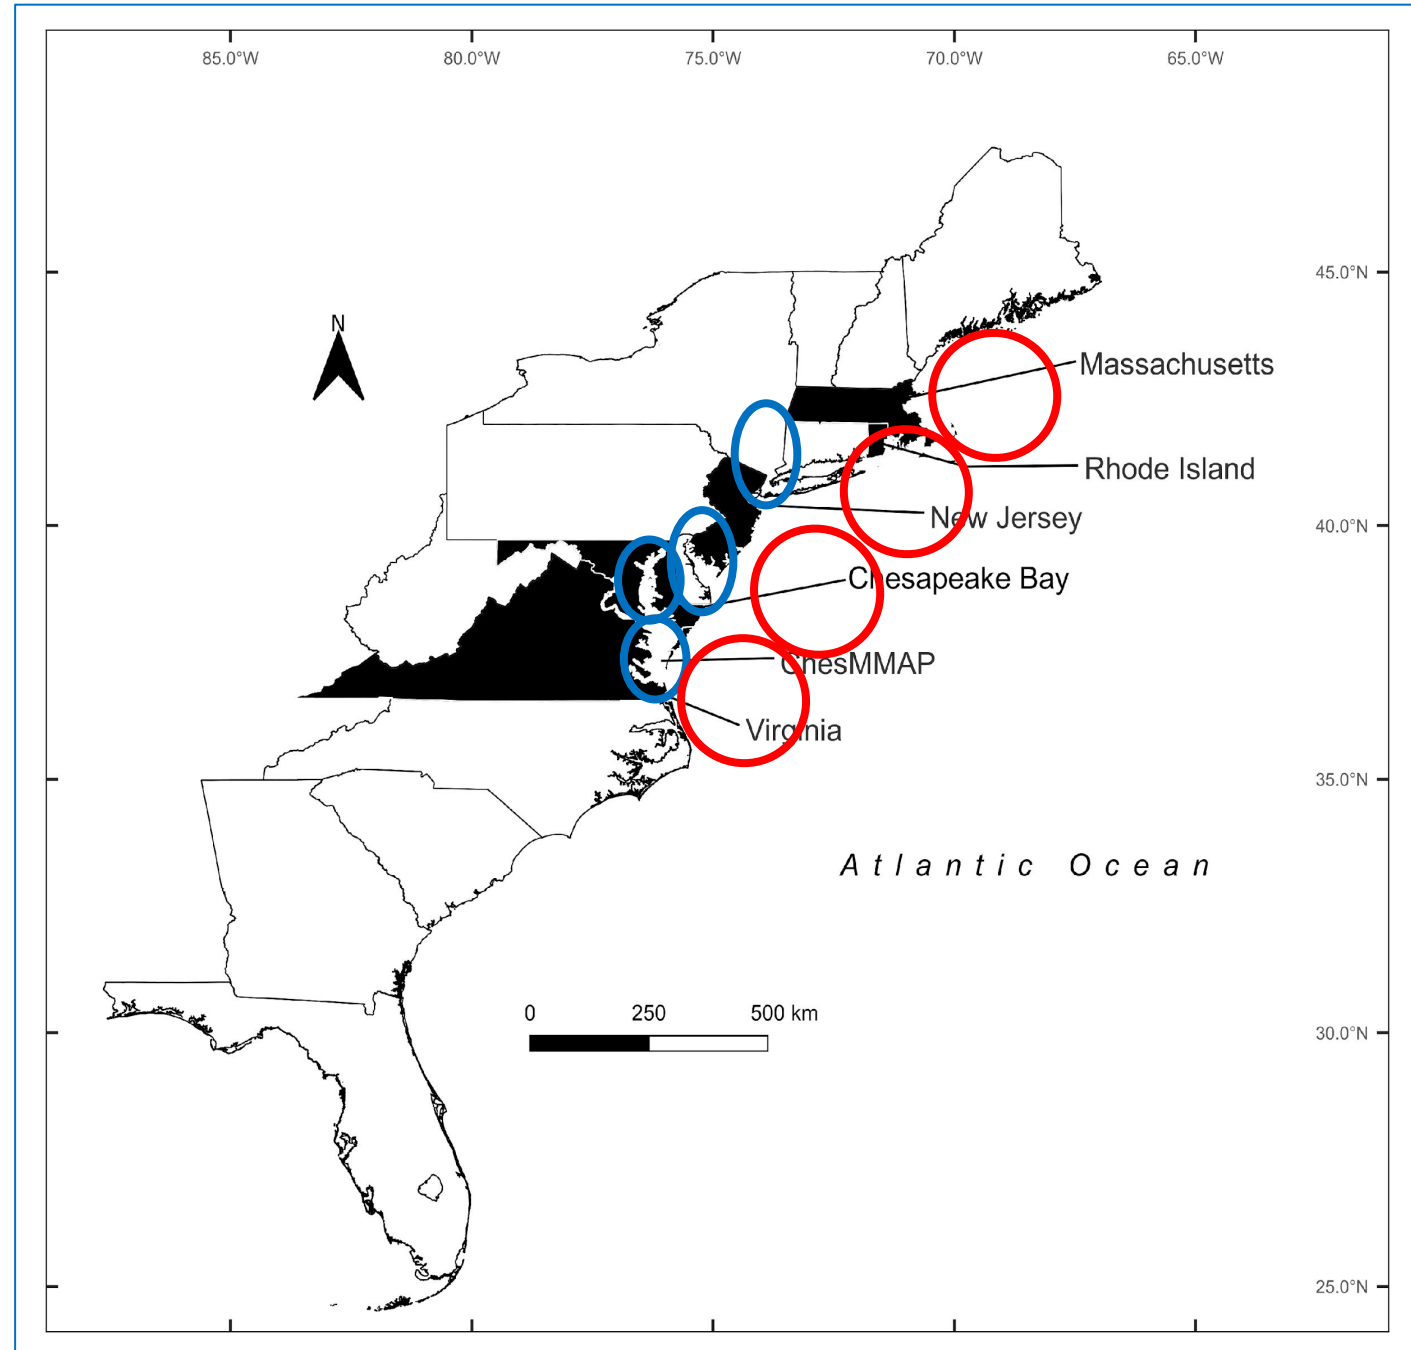 85.0°W 80.0°W 75.0°W 70.0°W 65.0°W
45.0°N
N
Massachusetts
Rhode Island
New Jersey
40.0°N
Chesapeake Bay
ChesMMAP
Virginia
35.0°N
Atlantic Ocean
0 250 500 km
30.0°N
25.0°N